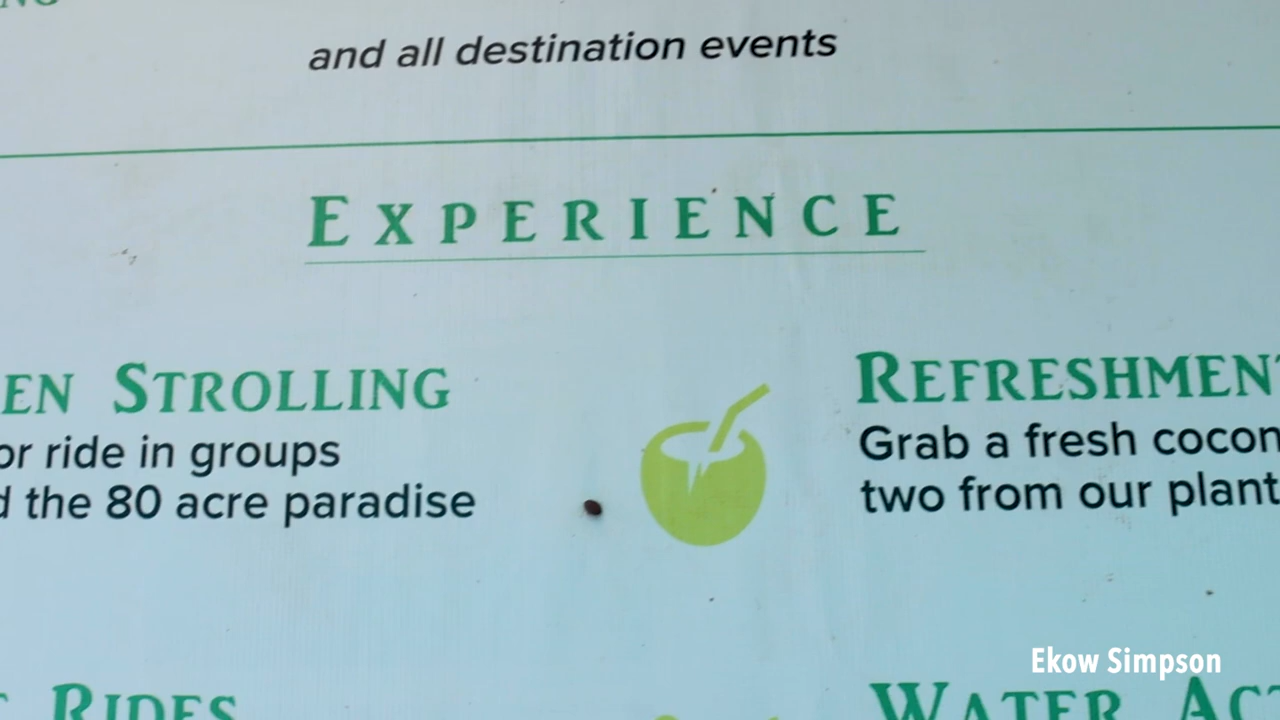 and all destination events
EXPERIENCE
EN STROLLING
or ride in groups
the 80 acre paradise
REFRESHMEN
Grab a fresh cocon
two from our plant
RIDES
WATER AC
Ekow Simpson